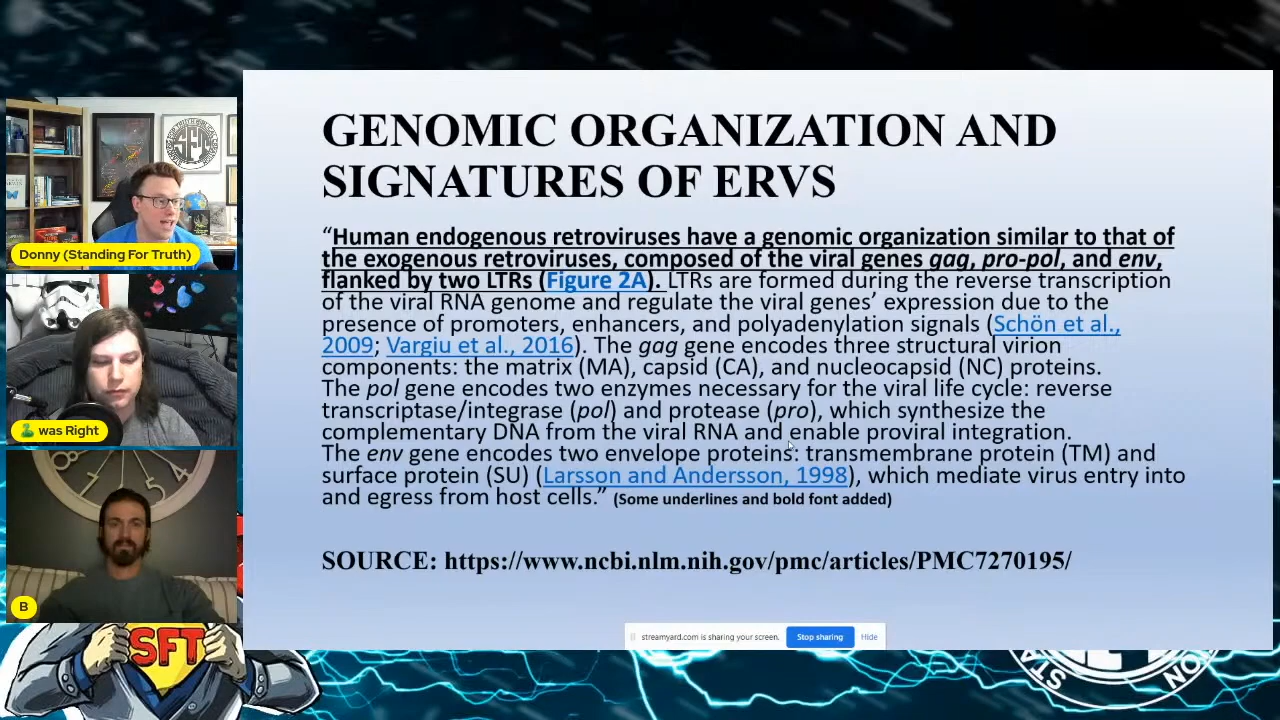 GENOMIC ORGANIZATION AND
SIGNATURES OF ERVS
“Human endogenous retroviruses have a genomic organization similar to that of
the exogenous retroviruses, composed of the viral genes gag, pro-pol, and env,
flanked by two LTRs (Figure 2A). LTRs are formed during the reverse transcription
of the viral RNA genome and regulate the viral genes’ expression due to the
presence of promoters, enhancers, and polyadenylation signals (Schön et al.,
2009; Vargiu et al., 2016). The gag gene encodes three structural virion
components: the matrix (MA), capsid (CA), and nucleocapsid (NC) proteins.
The pol gene encodes two enzymes necessary for the viral life cycle: reverse
transcriptase/integrase (pol) and protease (pro), which synthesize the
complementary DNA from the viral RNA and enable proviral integration.
The env gene encodes two envelope proteins: transmembrane protein (TM) and
surface protein (SU) (Larsson and Andersson, 1998), which mediate virus entry into
and egress from host cells.” (Some underlines and bold font added)
SOURCE: https://www.ncbi.nlm.nih.gov/pmc/articles/PMC7270195/
streamyard.com is sharing your screen.
Stop sharing
Hide
Donny (Standing For Truth)
🐍 was Right
B
SFT